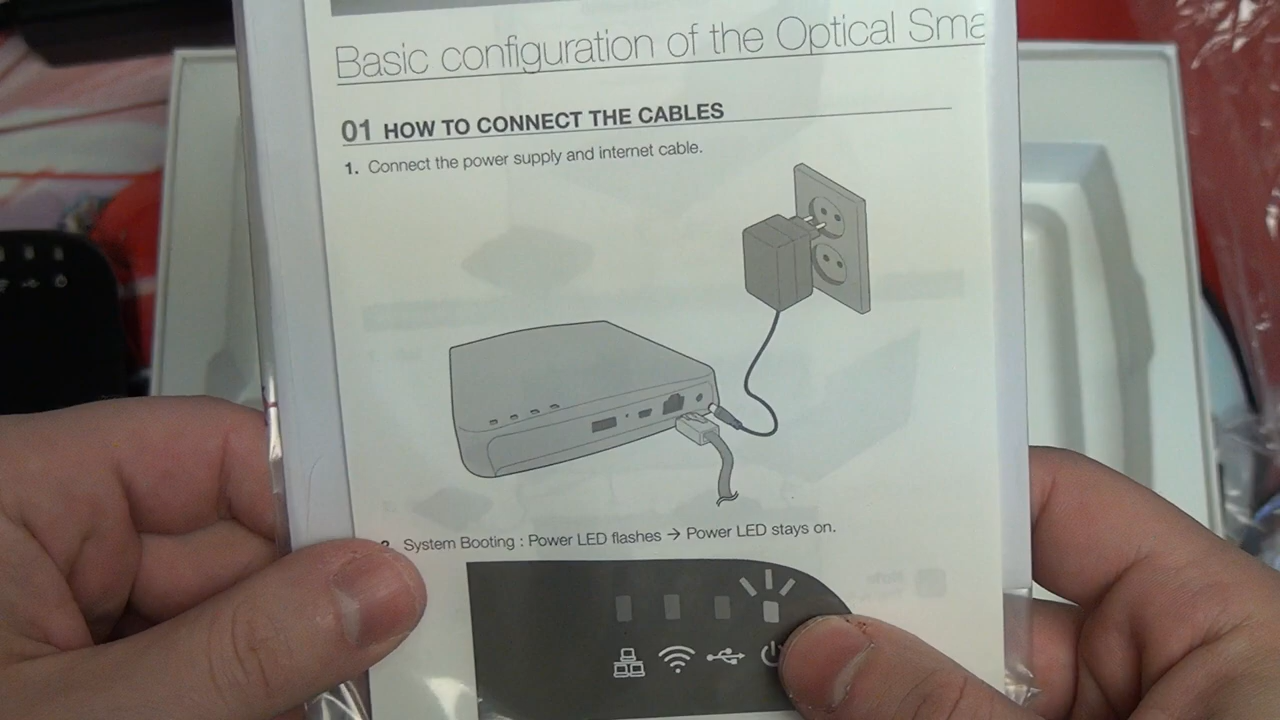 Basic configuration of the Optical Sma
01 HOW TO CONNECT THE CABLES
1. Connect the power supply and internet cable.
System Booting : Power LED flashes → Power LED stays on.